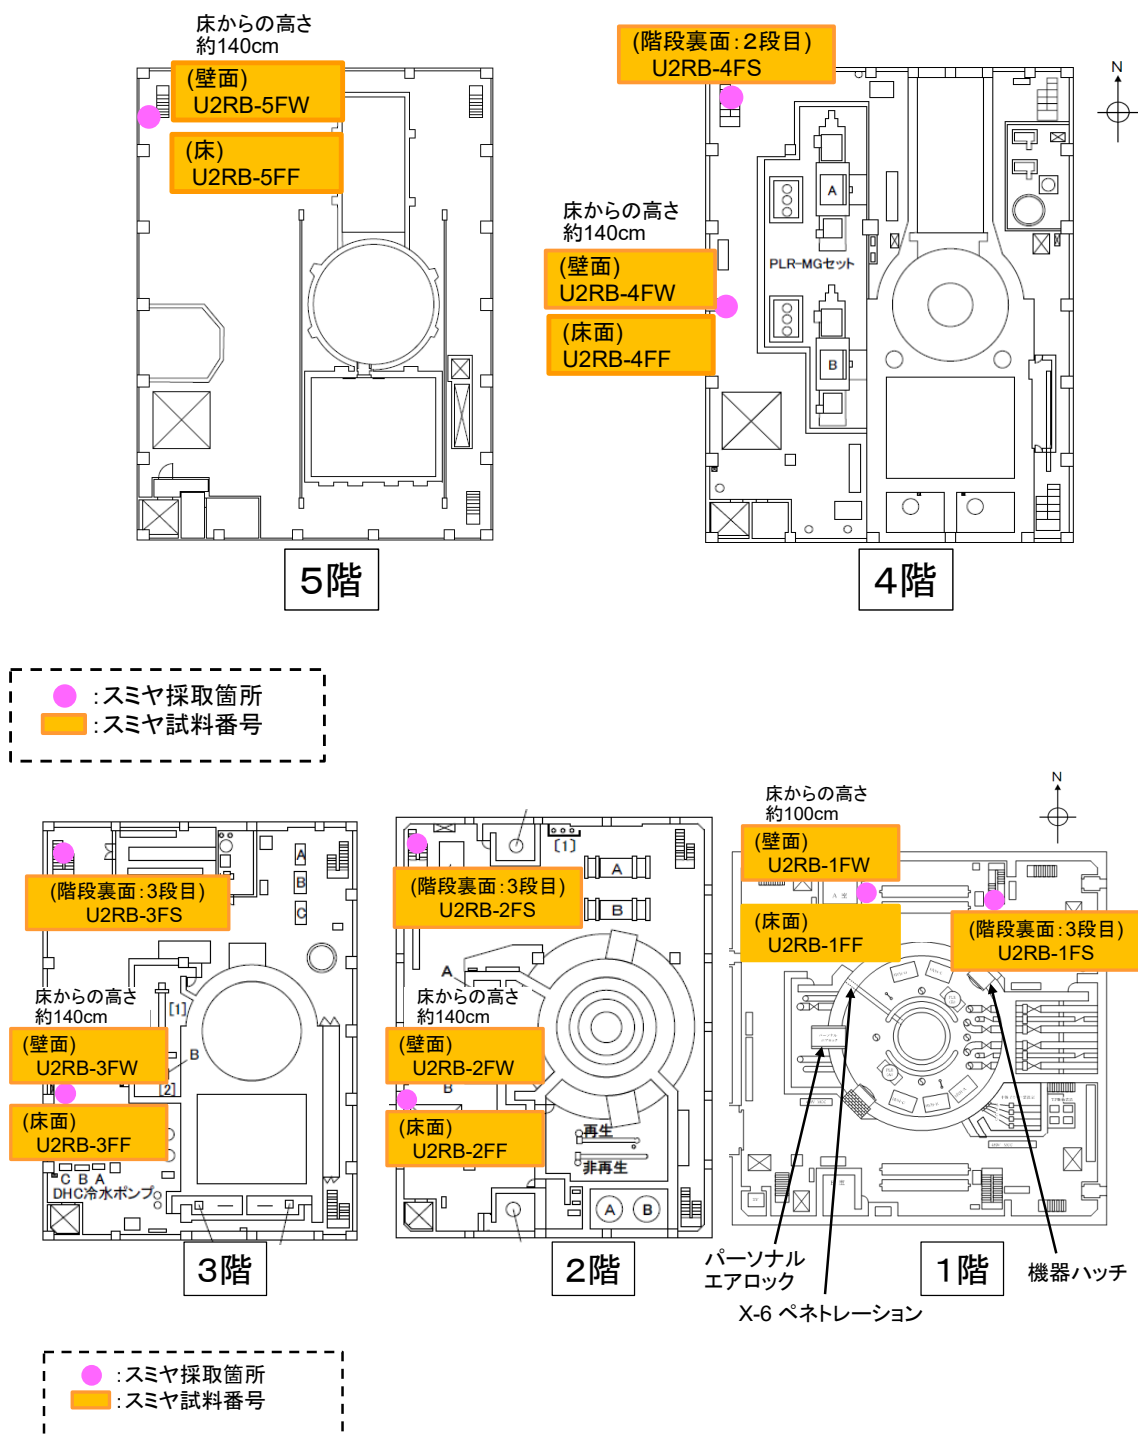 床からの高さ
約140cm
(壁面)
U2RB-5FW
(床)
U2RB-5FF
5階
(階段裏面：2段目)
U2RB-4FS
N
床からの高さ
約140cm
(壁面)
U2RB-4FW
(床面)
U2RB-4FF
A
PLR-MGセット
B
4階
：スミヤ採取箇所
：スミヤ試料番号
(階段裏面：3段目)
U2RB-3FS
A
B
C
床からの高さ
約140cm
[1]
(壁面)
U2RB-3FW
B
[2]
(床面)
U2RB-3FF
C B A
DHC冷水ポンプ
3階
[1]
A
B
(階段裏面：3段目)
U2RB-2FS
A
床からの高さ
約140cm
(壁面)
U2RB-2FW
B
(床面)
U2RB-2FF
再生
非再生
A
B
2階
N
床からの高さ
約100cm
(壁面)
U2RB-1FW
(床面)
U2RB-1FF
(階段裏面：3段目)
U2RB-1FS
パーソナル
エアロック
X-6 ペネトレーション
1階
機器ハッチ
：スミヤ採取箇所
：スミヤ試料番号